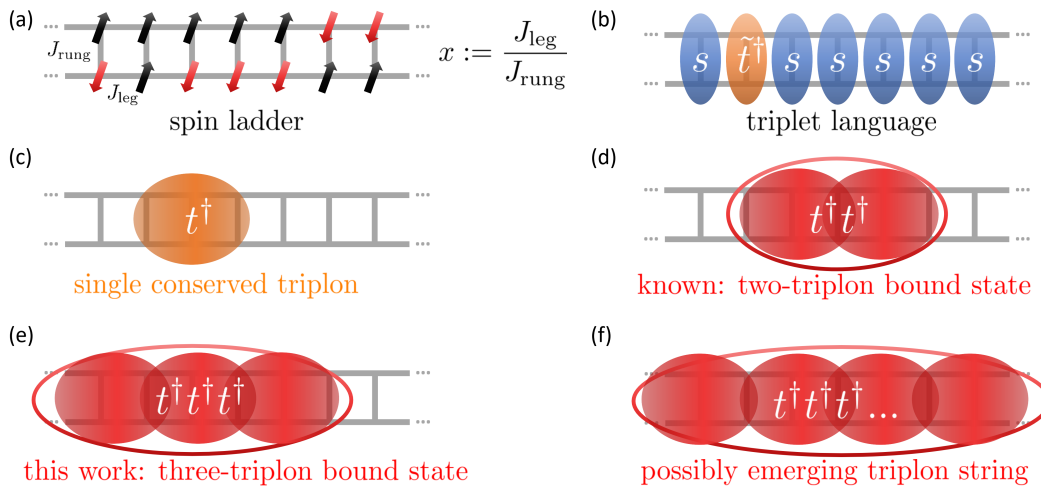 (a)
J_rung
J_leg
spin ladder
x := J_leg / J_rung
(b)
s t̃† s s s s s
triplet language
(c)
t†
single conserved triplon
(d)
t†t†
known: two-triplon bound state
(e)
t†t†t†
this work: three-triplon bound state
(f)
t†t†t†...
possibly emerging triplon string